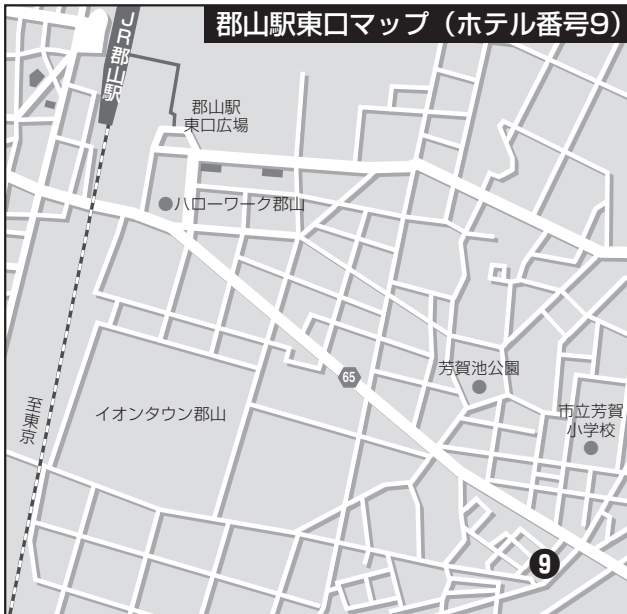 郡山駅東口マップ（ホテル番号9）
JR郡山駅
郡山駅
東口広場
ハローワーク郡山
65
芳賀池公園
市立芳賀
小学校
イオンタウン郡山
至東京
9